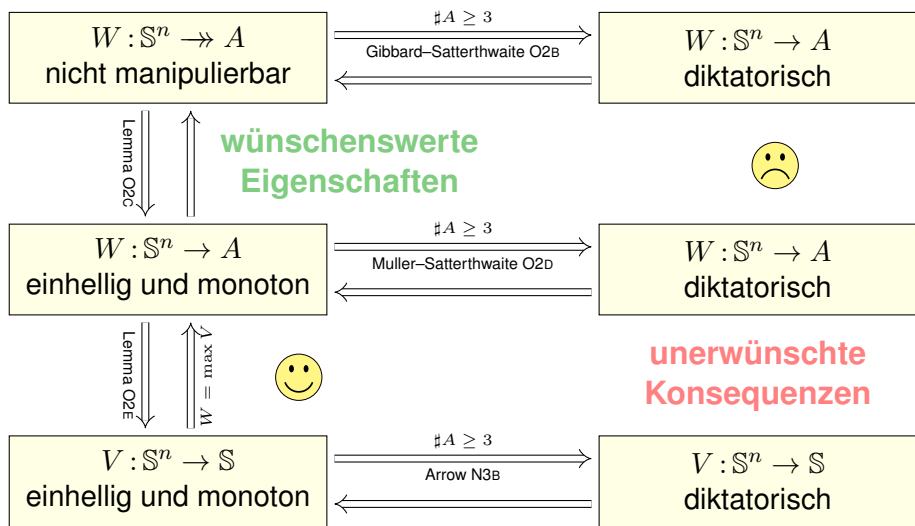 W : 𝕊ⁿ ↠ A
nicht manipulierbar
♯A ≥ 3
Gibbard–Satterthwaite O2B
W : 𝕊ⁿ → A
diktatorisch
Lemma O2C
wünschenswerte
Eigenschaften
W : 𝕊ⁿ → A
einhellig und monoton
♯A ≥ 3
Muller–Satterthwaite O2D
W : 𝕊ⁿ → A
diktatorisch
Lemma O2E
W = max V
unerwünschte
Konsequenzen
V : 𝕊ⁿ → 𝕊
einhellig und monoton
♯A ≥ 3
Arrow N3B
V : 𝕊ⁿ → 𝕊
diktatorisch